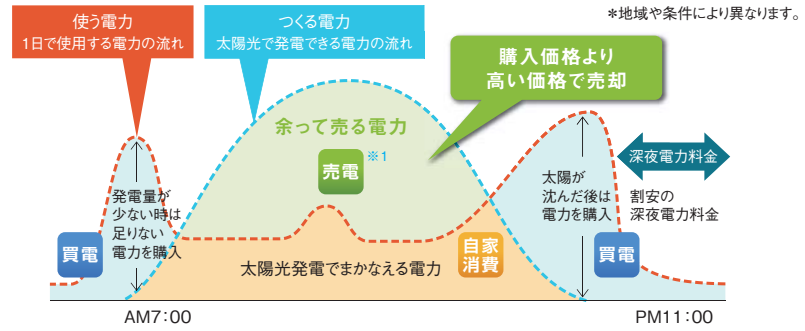 *地域や条件により異なります。
使う電力
1日で使用する電力の流れ
つくる電力
太陽光で発電できる電力の流れ
購入価格より
高い価格で売却
余って売る電力
※1
売電
深夜電力料金
発電量が
少ない時は
足りない
電力を購入
太陽が
沈んだ後は
電力を購入
割安の
深夜電力料金
買電
太陽光発電でまかなえる電力
自家
消費
買電
AM7:00
PM11:00